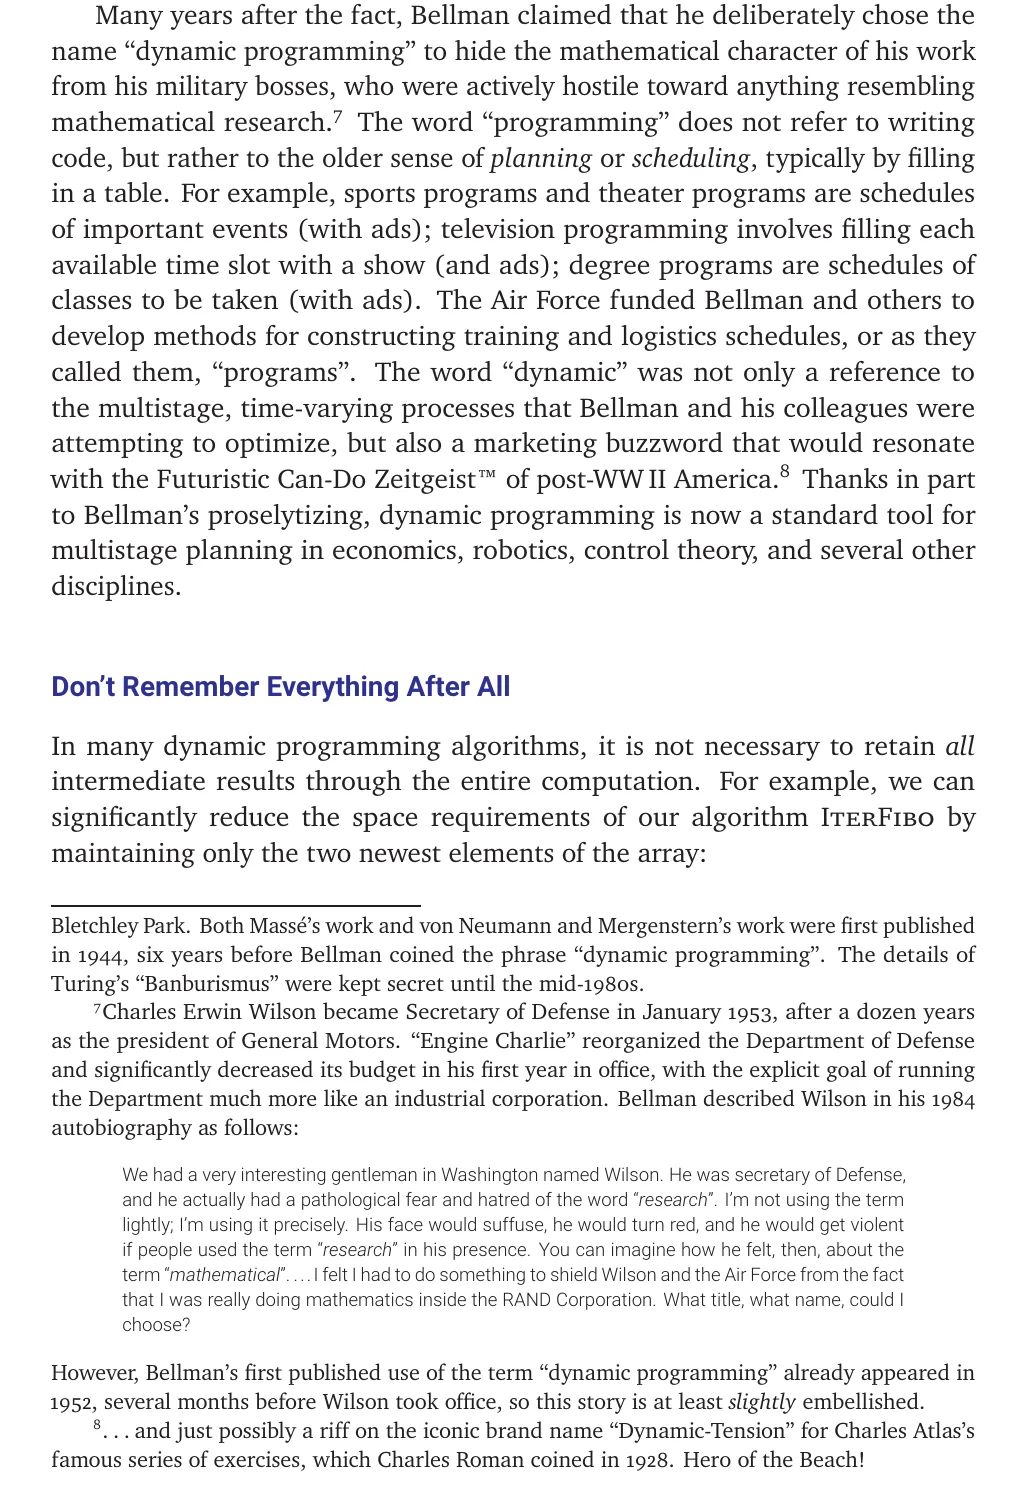 Many years after the fact, Bellman claimed that he deliberately chose the
name “dynamic programming” to hide the mathematical character of his work
from his military bosses, who were actively hostile toward anything resembling
mathematical research.⁷ The word “programming” does not refer to writing
code, but rather to the older sense of planning or scheduling, typically by filling
in a table. For example, sports programs and theater programs are schedules
of important events (with ads); television programming involves filling each
available time slot with a show (and ads); degree programs are schedules of
classes to be taken (with ads). The Air Force funded Bellman and others to
develop methods for constructing training and logistics schedules, or as they
called them, “programs”. The word “dynamic” was not only a reference to
the multistage, time-varying processes that Bellman and his colleagues were
attempting to optimize, but also a marketing buzzword that would resonate
with the Futuristic Can-Do Zeitgeist™ of post-WW II America.⁸ Thanks in part
to Bellman’s proselytizing, dynamic programming is now a standard tool for
multistage planning in economics, robotics, control theory, and several other
disciplines.
Don’t Remember Everything After All
In many dynamic programming algorithms, it is not necessary to retain all
intermediate results through the entire computation. For example, we can
significantly reduce the space requirements of our algorithm IterFibo by
maintaining only the two newest elements of the array:
Bletchley Park. Both Massé’s work and von Neumann and Mergenstern’s work were first published
in 1944, six years before Bellman coined the phrase “dynamic programming”. The details of
Turing’s “Banburismus” were kept secret until the mid-1980s.
⁷Charles Erwin Wilson became Secretary of Defense in January 1953, after a dozen years
as the president of General Motors. “Engine Charlie” reorganized the Department of Defense
and significantly decreased its budget in his first year in office, with the explicit goal of running
the Department much more like an industrial corporation. Bellman described Wilson in his 1984
autobiography as follows:
We had a very interesting gentleman in Washington named Wilson. He was secretary of Defense,
and he actually had a pathological fear and hatred of the word “research”. I’m not using the term
lightly; I’m using it precisely. His face would suffuse, he would turn red, and he would get violent
if people used the term “research” in his presence. You can imagine how he felt, then, about the
term “mathematical”. . . . I felt I had to do something to shield Wilson and the Air Force from the fact
that I was really doing mathematics inside the RAND Corporation. What title, what name, could I
choose?
However, Bellman’s first published use of the term “dynamic programming” already appeared in
1952, several months before Wilson took office, so this story is at least slightly embellished.
⁸. . . and just possibly a riff on the iconic brand name “Dynamic-Tension” for Charles Atlas’s
famous series of exercises, which Charles Roman coined in 1928. Hero of the Beach!